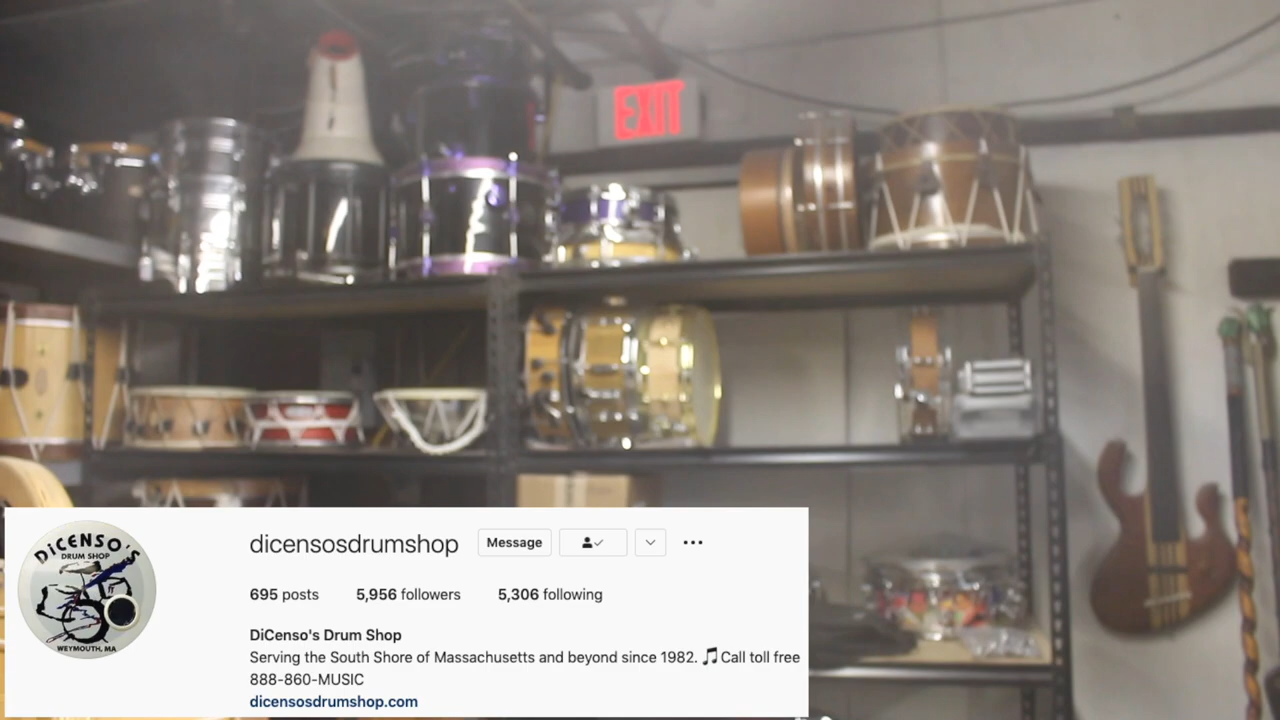 EXIT
DiCENSO'S
DRUM SHOP
WEYMOUTH, MA
dicensosdrumshop Message
695 posts 5,956 followers 5,306 following
DiCenso's Drum Shop
Serving the South Shore of Massachusetts and beyond since 1982. 🎵Call toll free
888-860-MUSIC
dicensosdrumshop.com